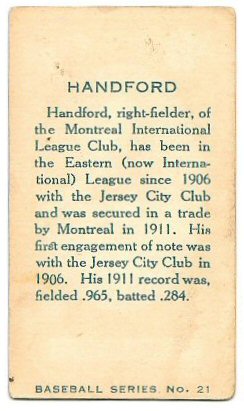 HANDFORD
Handford, right-fielder, of
the Montreal International
League Club, has been in
the Eastern (now Interna-
tional) League since 1906
with the Jersey City Club
and was secured in a trade
by Montreal in 1911. His
first engagement of note was
with the Jersey City Club in
1906. His 1911 record was,
fielded .965, batted .284.
BASEBALL SERIES, No. 21